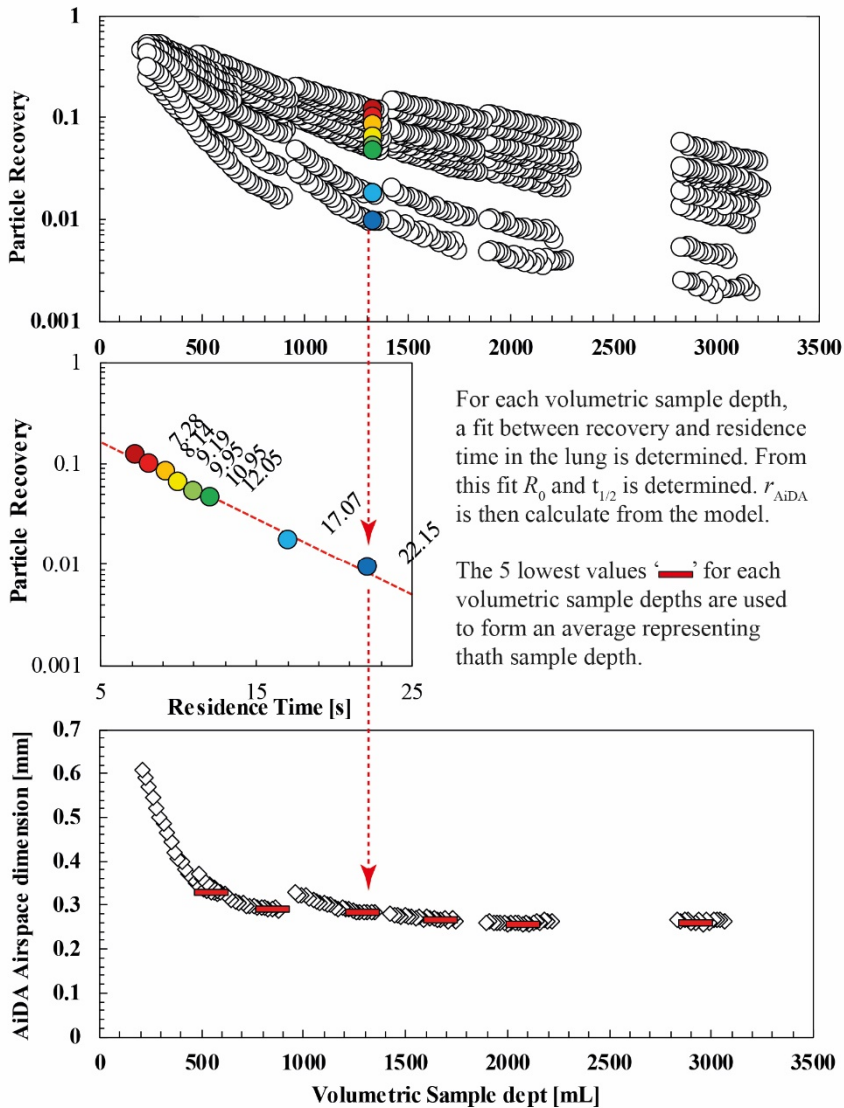 1
0.1
0.01
0.001
Particle Recovery
0 500 1000 1500 2000 2500 3000 3500
1
0.1
0.01
0.001
Particle Recovery
7.28
8.14
9.19
9.95
10.95
12.05
17.07
22.15
5 15 25
Residence Time [s]
For each volumetric sample depth,
a fit between recovery and residence
time in the lung is determined. From
this fit R0 and t1/2 is determined. rAiDA
is then calculate from the model.
The 5 lowest values ‘ ’ for each
volumetric sample depths are used
to form an average representing
thath sample depth.
0.7
0.6
0.5
0.4
0.3
0.2
0.1
0
AiDA Airspace dimension [mm]
0 500 1000 1500 2000 2500 3000 3500
Volumetric Sample dept [mL]